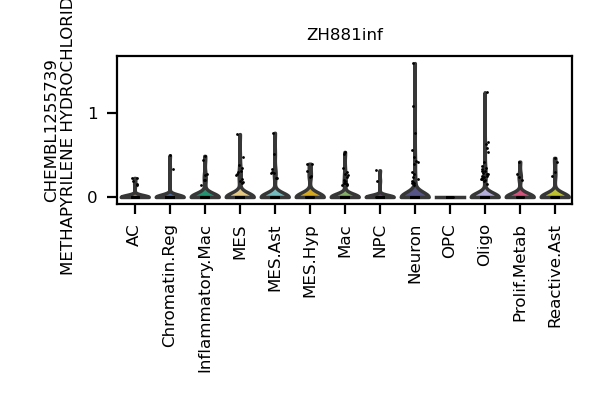 ZH881inf
CHEMBL1255739
METHAPYRILENE HYDROCHLORID
1
0
AC
Chromatin.Reg
Inflammatory.Mac
MES
MES.Ast
MES.Hyp
Mac
NPC
Neuron
OPC
Oligo
Prolif.Metab
Reactive.Ast